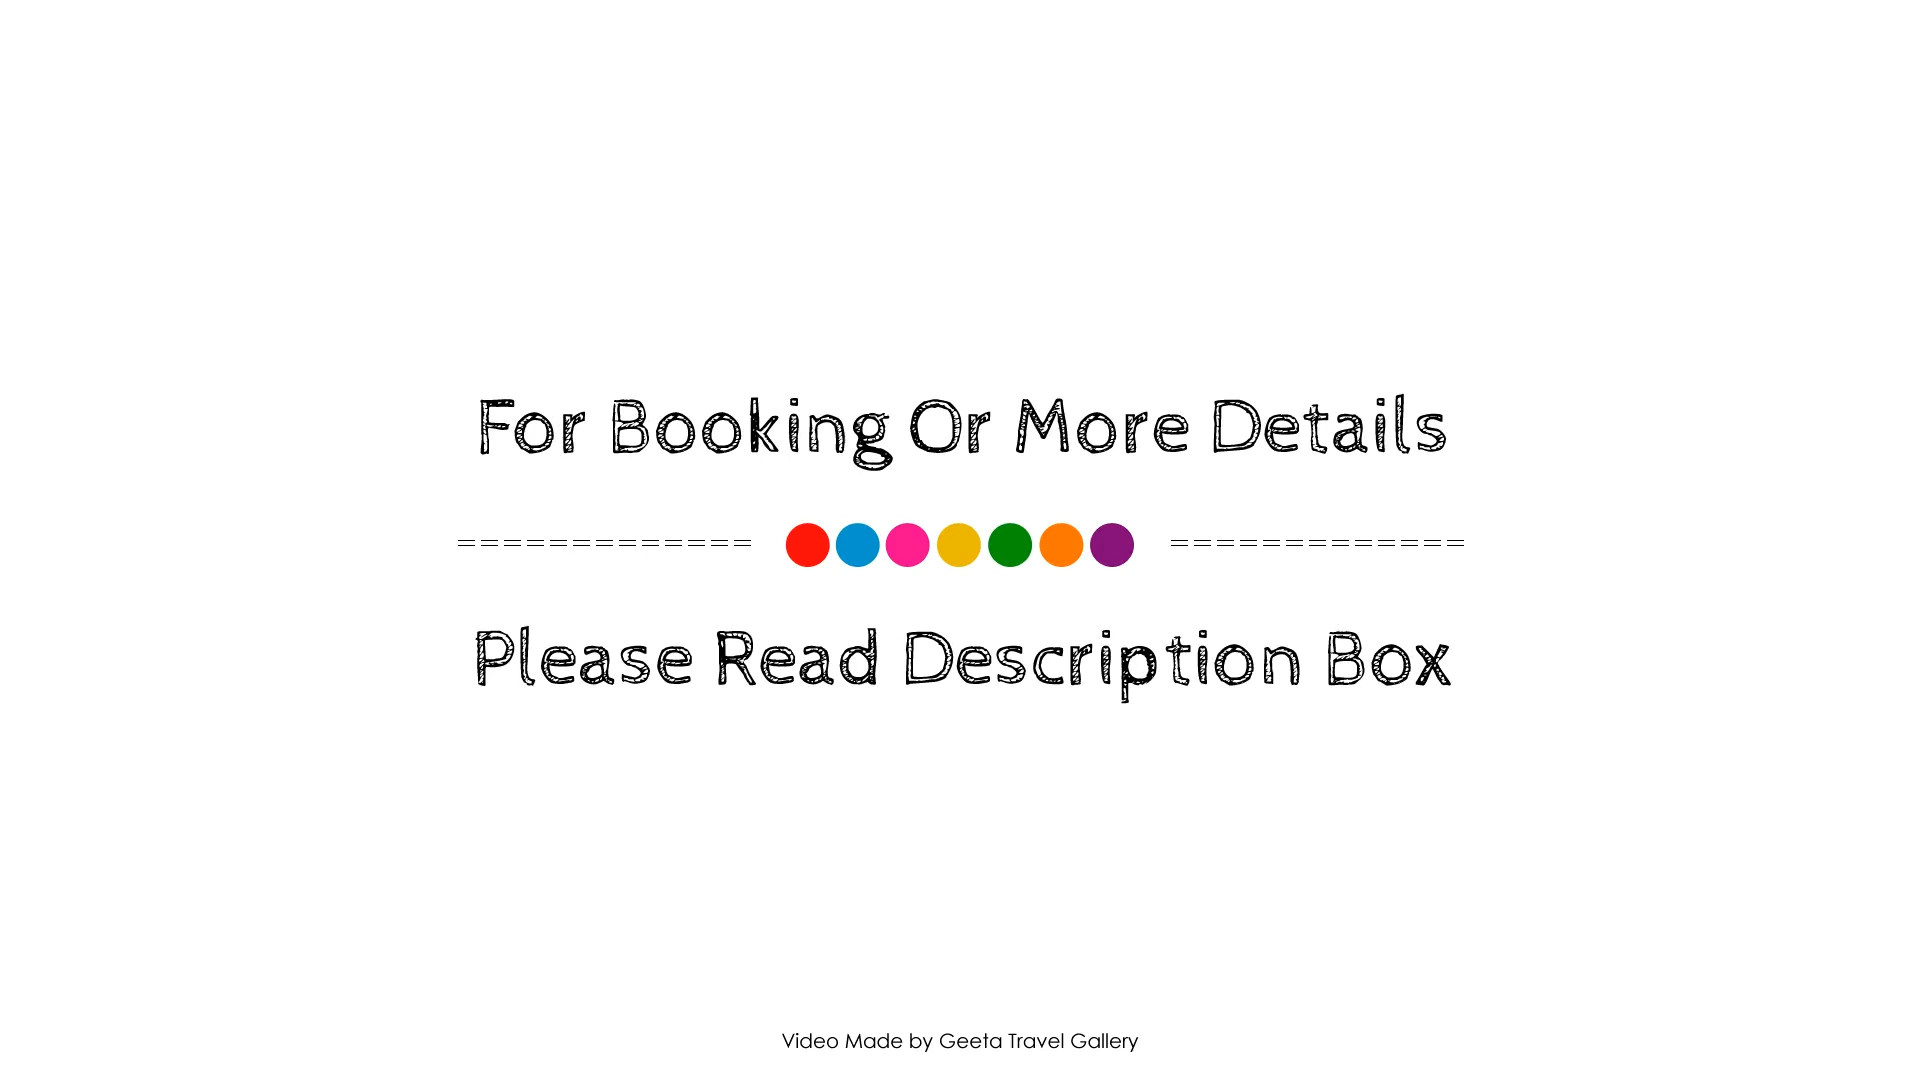 For Booking Or More Details
============= =============
Please Read Description Box
Video Made by Geeta Travel Gallery